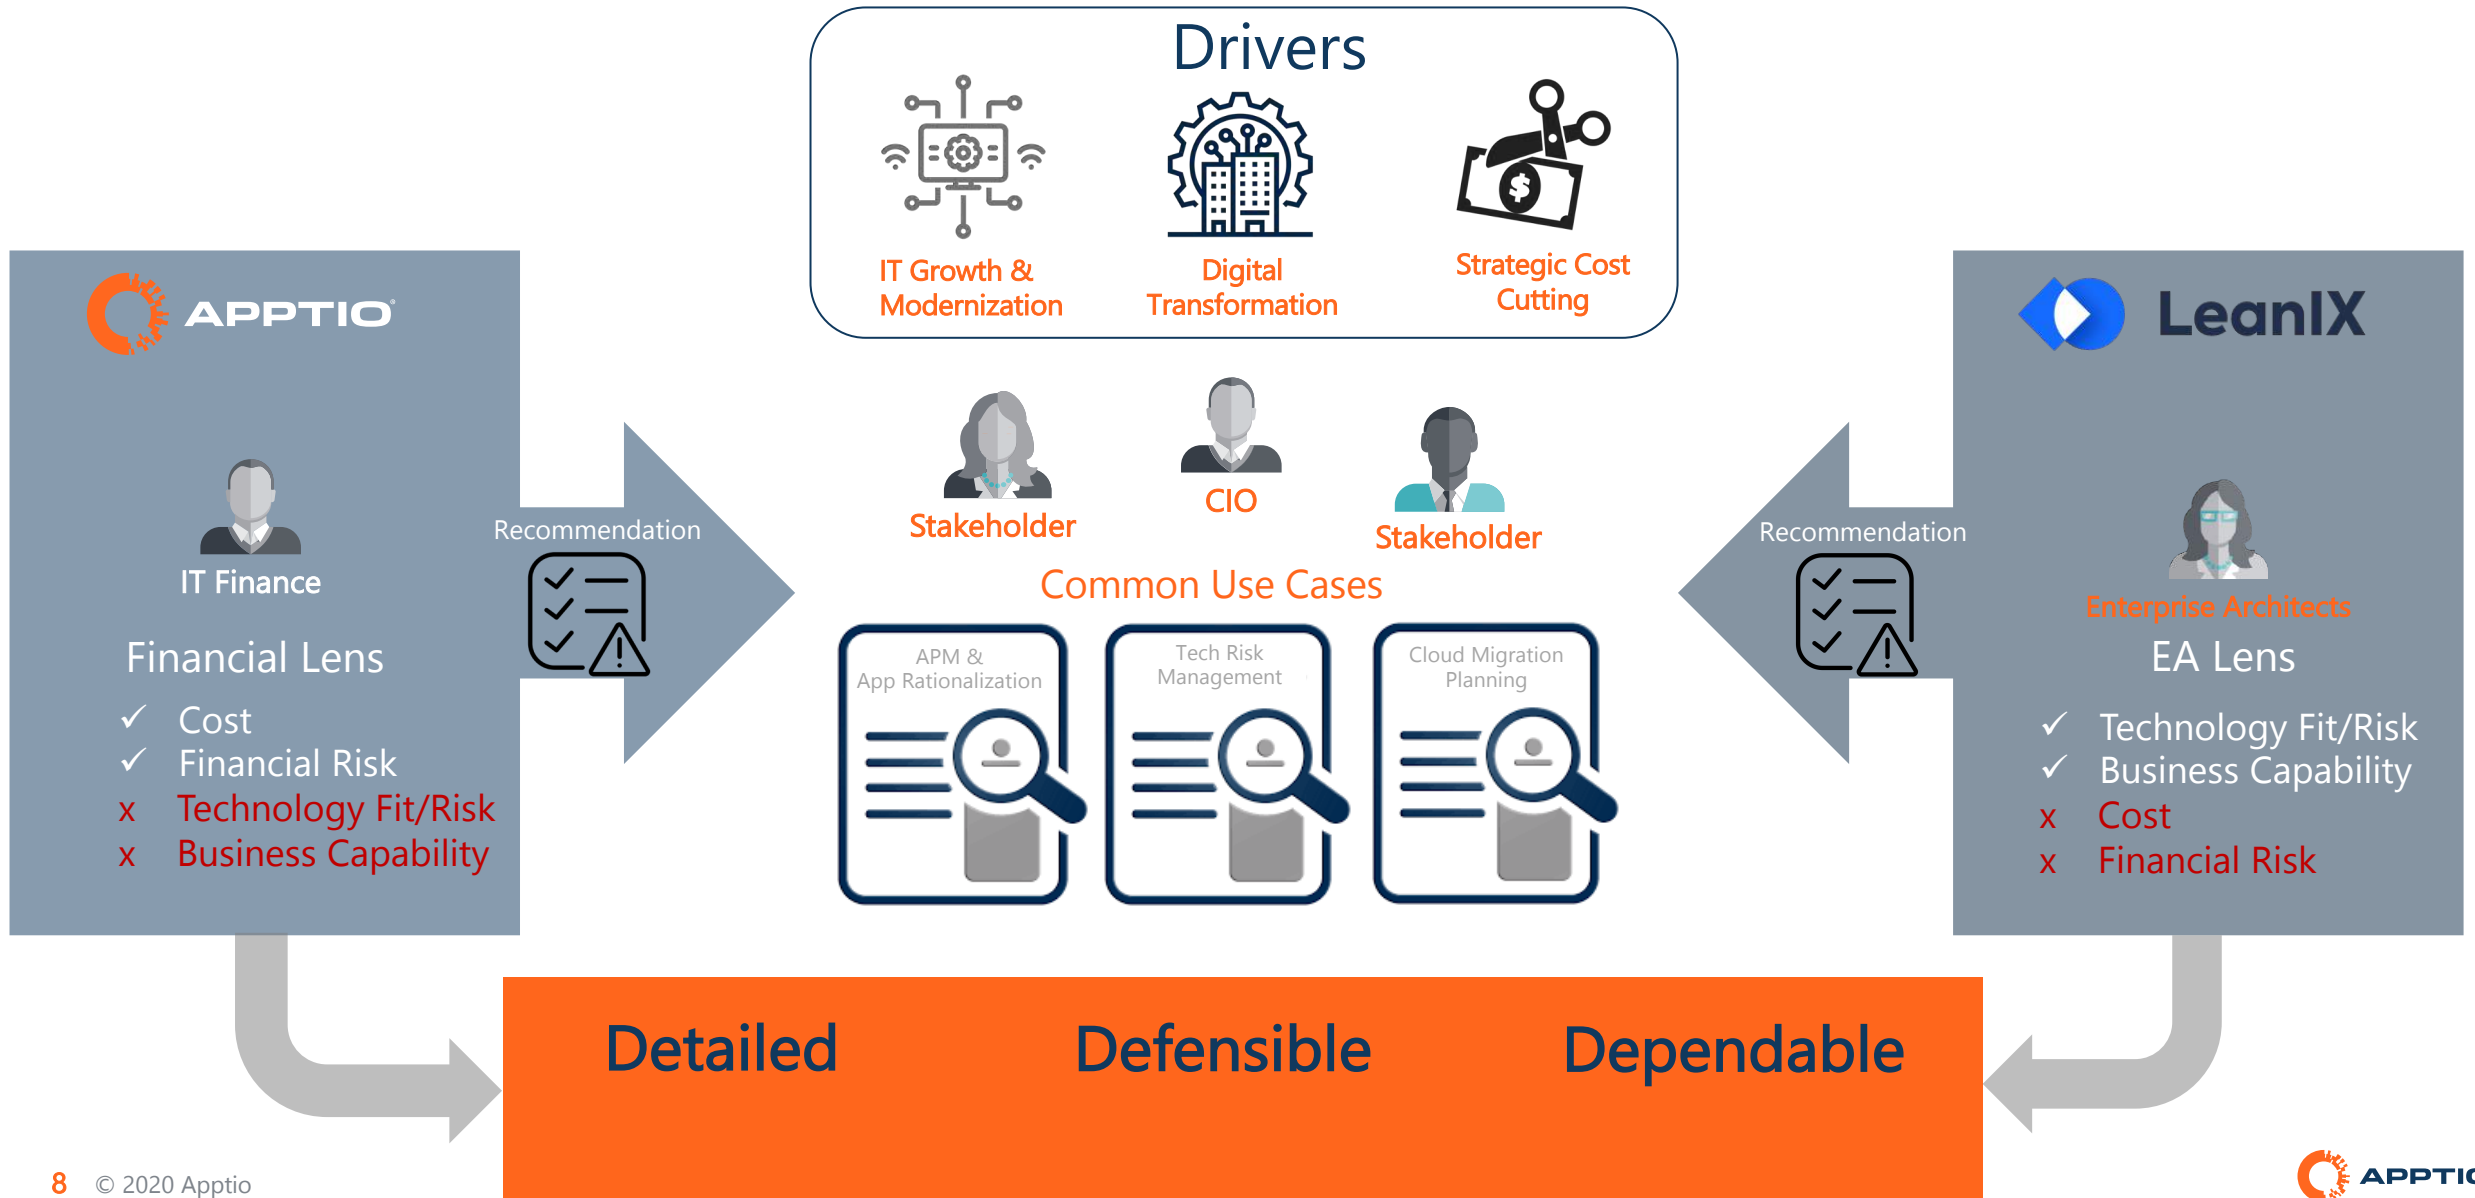 Drivers
IT Growth &
Modernization
Digital
Transformation
Strategic Cost
Cutting
APPTIO®
IT Finance
Financial Lens
✓ Cost
✓ Financial Risk
x Technology Fit/Risk
x Business Capability
Recommendation
Stakeholder
CIO
Stakeholder
Common Use Cases
APM &
App Rationalization
Tech Risk
Management
Cloud Migration
Planning
Recommendation
LeanIX
Enterprise Architects
EA Lens
✓ Technology Fit/Risk
✓ Business Capability
x Cost
x Financial Risk
Detailed
Defensible
Dependable
8 © 2020 Apptio
APPTIO